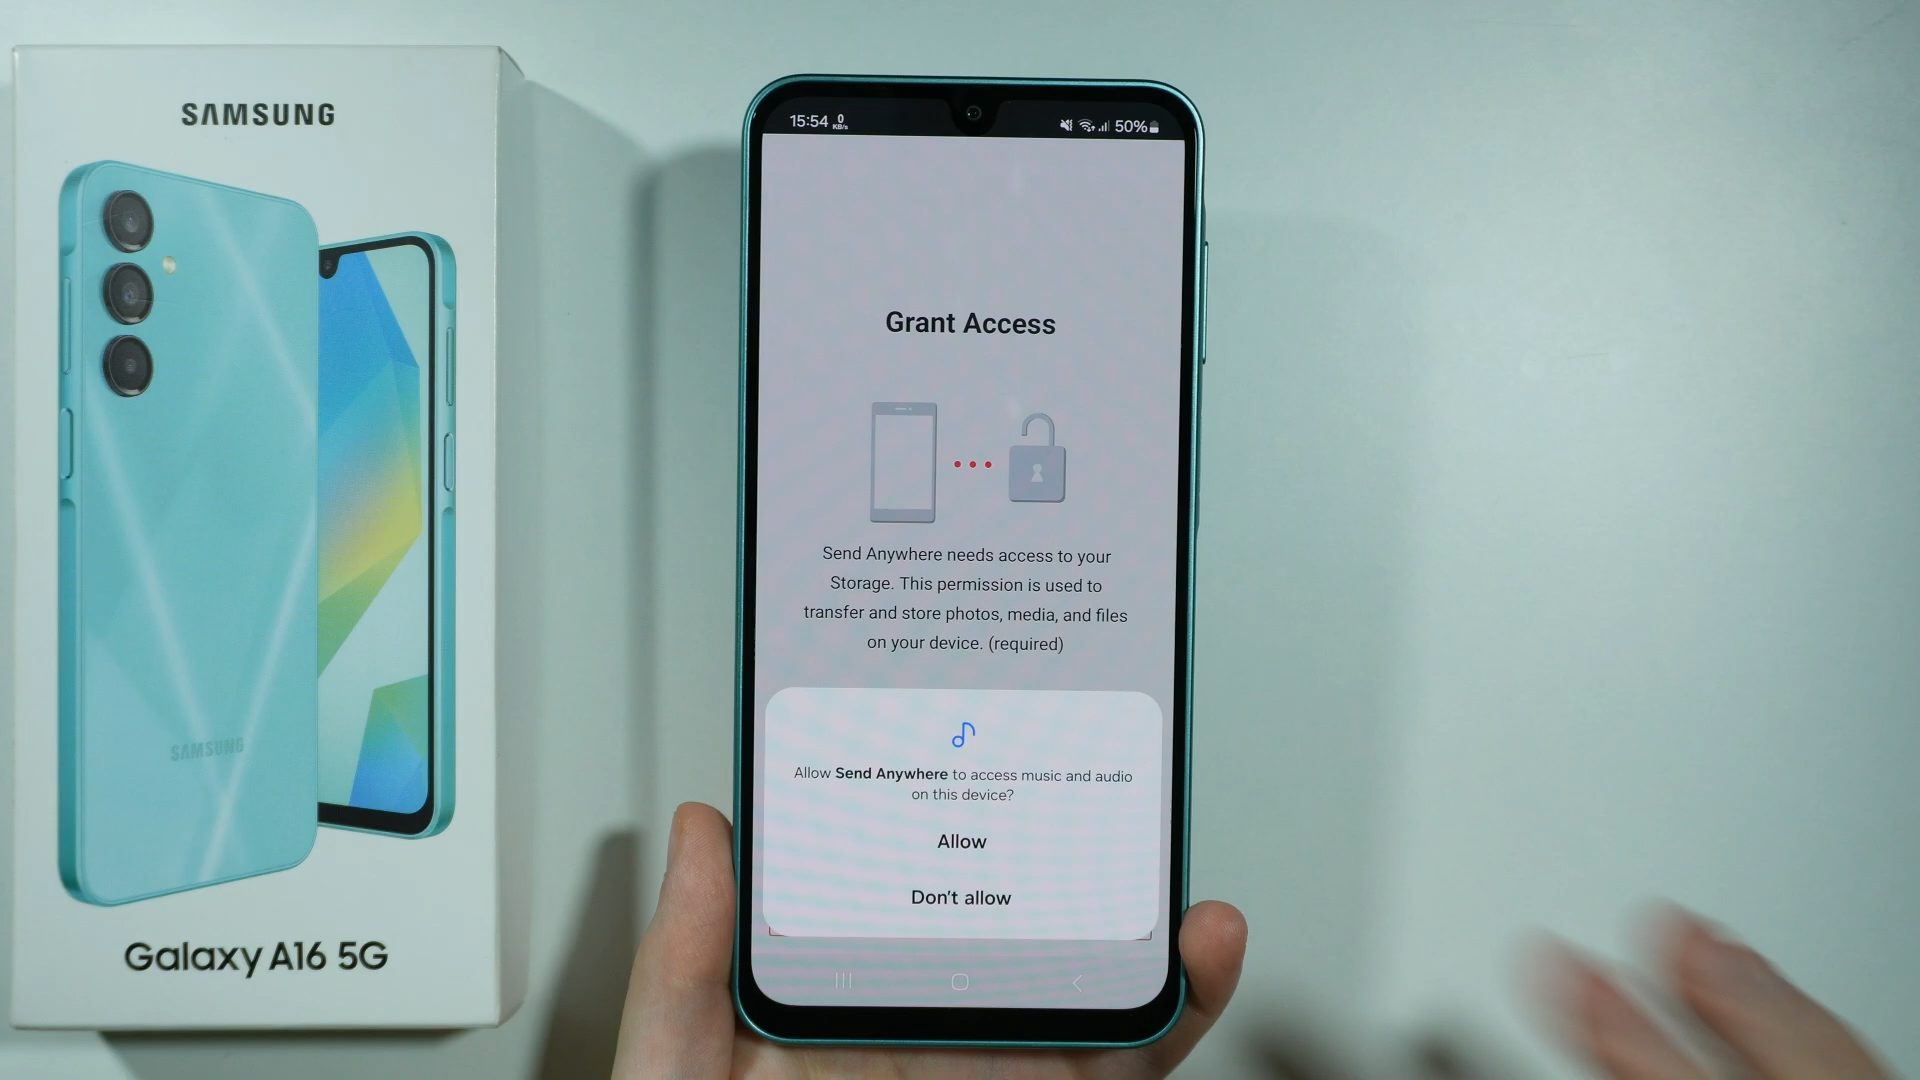 SAMSUNG
SAMSUNG
Galaxy A16 5G
15:54 0 KB/s 50%
Grant Access
Send Anywhere needs access to your
Storage. This permission is used to
transfer and store photos, media, and files
on your device. (required)
Allow Send Anywhere to access music and audio
on this device?
Allow
Don't allow